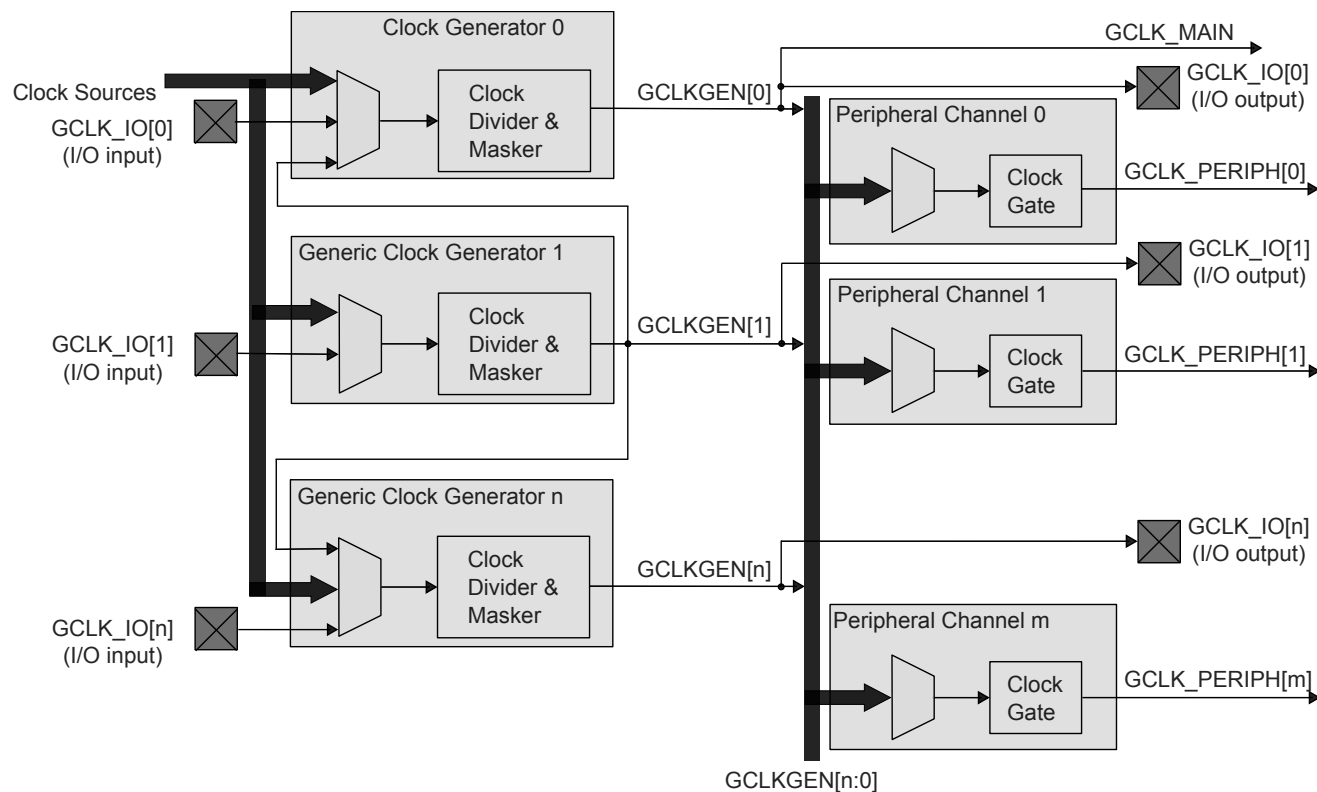 Clock Generator 0
GCLK_MAIN
Clock Sources
GCLK_IO[0]
(I/O input)
Clock
Divider &
Masker
GCLKGEN[0]
GCLK_IO[0]
(I/O output)
Peripheral Channel 0
Clock
Gate
GCLK_PERIPH[0]
Generic Clock Generator 1
GCLK_IO[1]
(I/O input)
Clock
Divider &
Masker
GCLKGEN[1]
GCLK_IO[1]
(I/O output)
Peripheral Channel 1
Clock
Gate
GCLK_PERIPH[1]
Generic Clock Generator n
GCLK_IO[n]
(I/O input)
Clock
Divider &
Masker
GCLKGEN[n]
GCLK_IO[n]
(I/O output)
Peripheral Channel m
Clock
Gate
GCLK_PERIPH[m]
GCLKGEN[n:0]